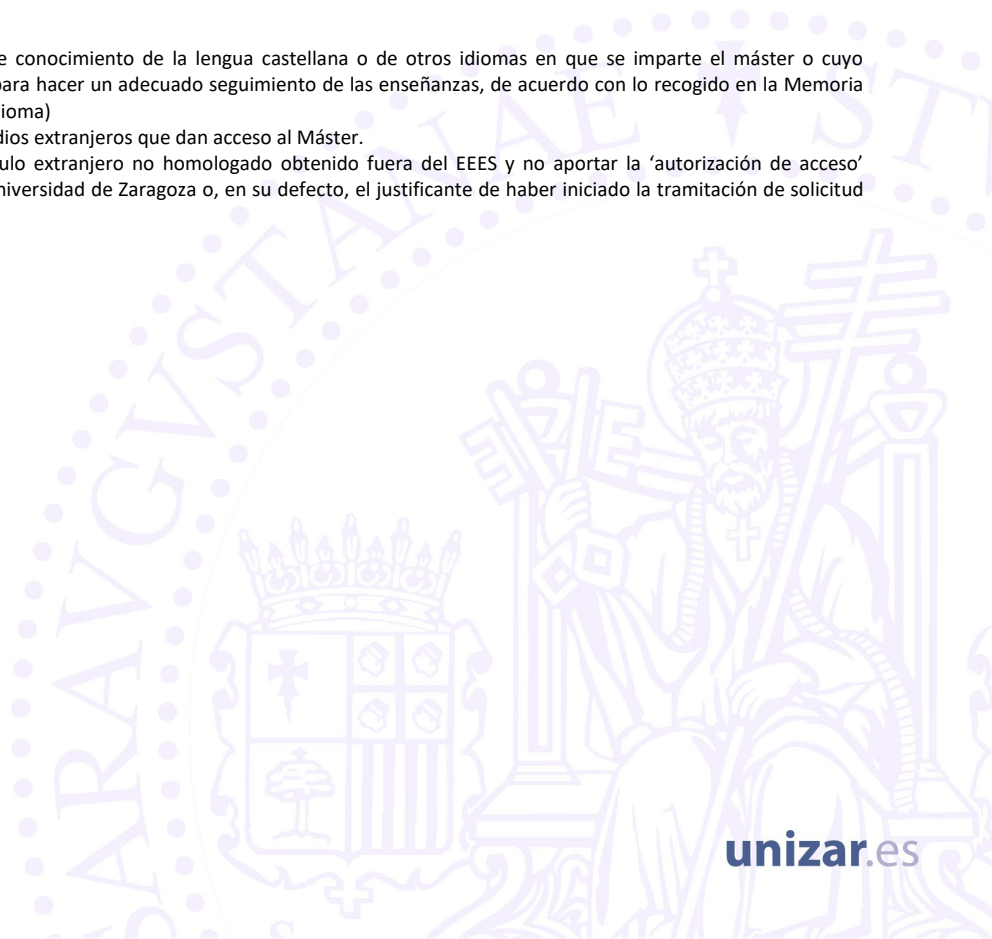 e conocimiento de la lengua castellana o de otros idiomas en que se imparte el máster o cuyo
para hacer un adecuado seguimiento de las enseñanzas, de acuerdo con lo recogido en la Memoria
ioma)
dios extranjeros que dan acceso al Máster.
ulo extranjero no homologado obtenido fuera del EEES y no aportar la ‘autorización de acceso’
niversidad de Zaragoza o, en su defecto, el justificante de haber iniciado la tramitación de solicitud
ARAVGVSTANAE STV
unizar.es